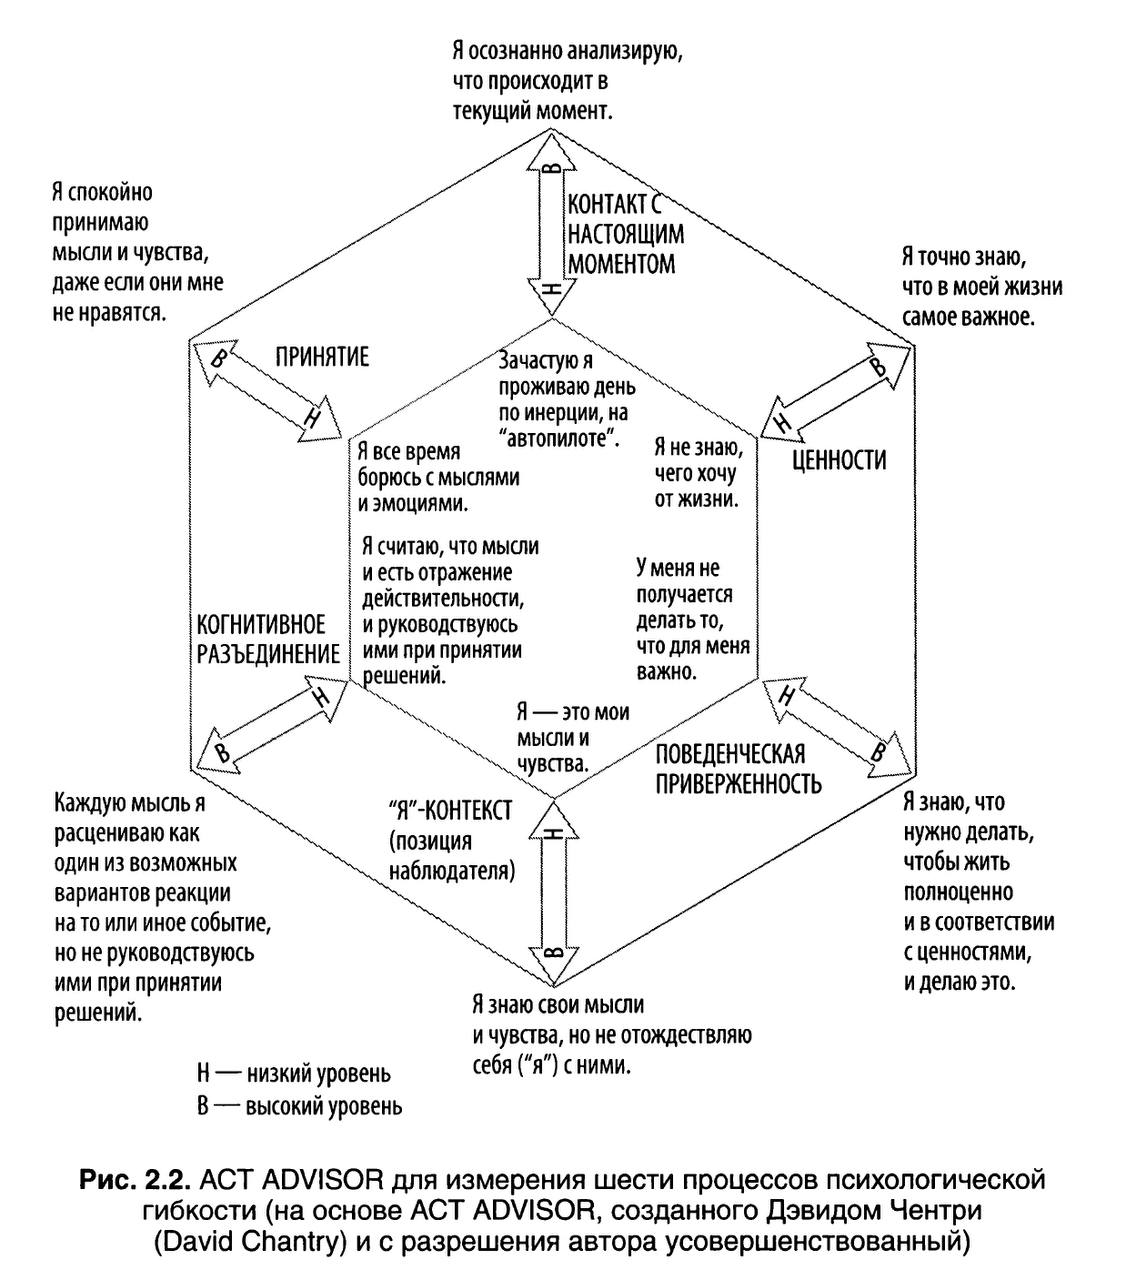 Я осознанно анализирую,
что происходит в
текущий момент.
Я спокойно
принимаю
мысли и чувства,
даже если они мне
не нравятся.
В
КОНТАКТ С
НАСТОЯЩИМ
МОМЕНТОМ
Н
Я точно знаю,
что в моей жизни
самое важное.
В
Н
ПРИНЯТИЕ
Зачастую я
проживаю день
по инерции, на
“автопилоте”.
В
Н
ЦЕННОСТИ
Я все время
борюсь с мыслями
и эмоциями.
Я не знаю,
чего хочу
от жизни.
Я считаю, что мысли
и есть отражение
действительности,
и руководствуюсь
ими при принятии
решений.
У меня не
получается
делать то,
что для меня
важно.
КОГНИТИВНОЕ
РАЗЪЕДИНЕНИЕ
Н
В
Я — это мои
мысли и
чувства.
Н
В
ПОВЕДЕНЧЕСКАЯ
ПРИВЕРЖЕННОСТЬ
Каждую мысль я
расцениваю как
один из возможных
вариантов реакции
на то или иное событие,
но не руководствуюсь
ими при принятии
решений.
“Я”-КОНТЕКСТ
(позиция
наблюдателя)
Н
В
Я знаю, что
нужно делать,
чтобы жить
полноценно
и в соответствии
с ценностями,
и делаю это.
Я знаю свои мысли
и чувства, но не отождествляю
себя (“я”) с ними.
Н — низкий уровень
В — высокий уровень
Рис. 2.2. ACT ADVISOR для измерения шести процессов психологической
гибкости (на основе ACT ADVISOR, созданного Дэвидом Чентри
(David Chantry) и с разрешения автора усовершенствованный)